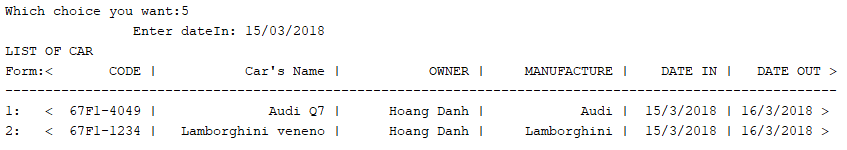 Which choice you want:5
Enter dateIn: 15/03/2018
LIST OF CAR
Form:< CODE | Car's Name | OWNER | MANUFACTURE | DATE IN | DATE OUT >
--------------------------------------------------------------------------------------------------------
1: < 67F1-4049 | Audi Q7 | Hoang Danh | Audi | 15/3/2018 | 16/3/2018 >
2: < 67F1-1234 | Lamborghini veneno | Hoang Danh | Lamborghini | 15/3/2018 | 16/3/2018 >